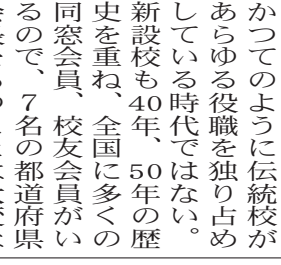 かつてのように伝統校が
あらゆる役職を独り占め
している時代ではない。
新設校も40年、50年の歴
史を重ね、全国に多くの
同窓会員、校友会員がい
るので、7名の都道府県